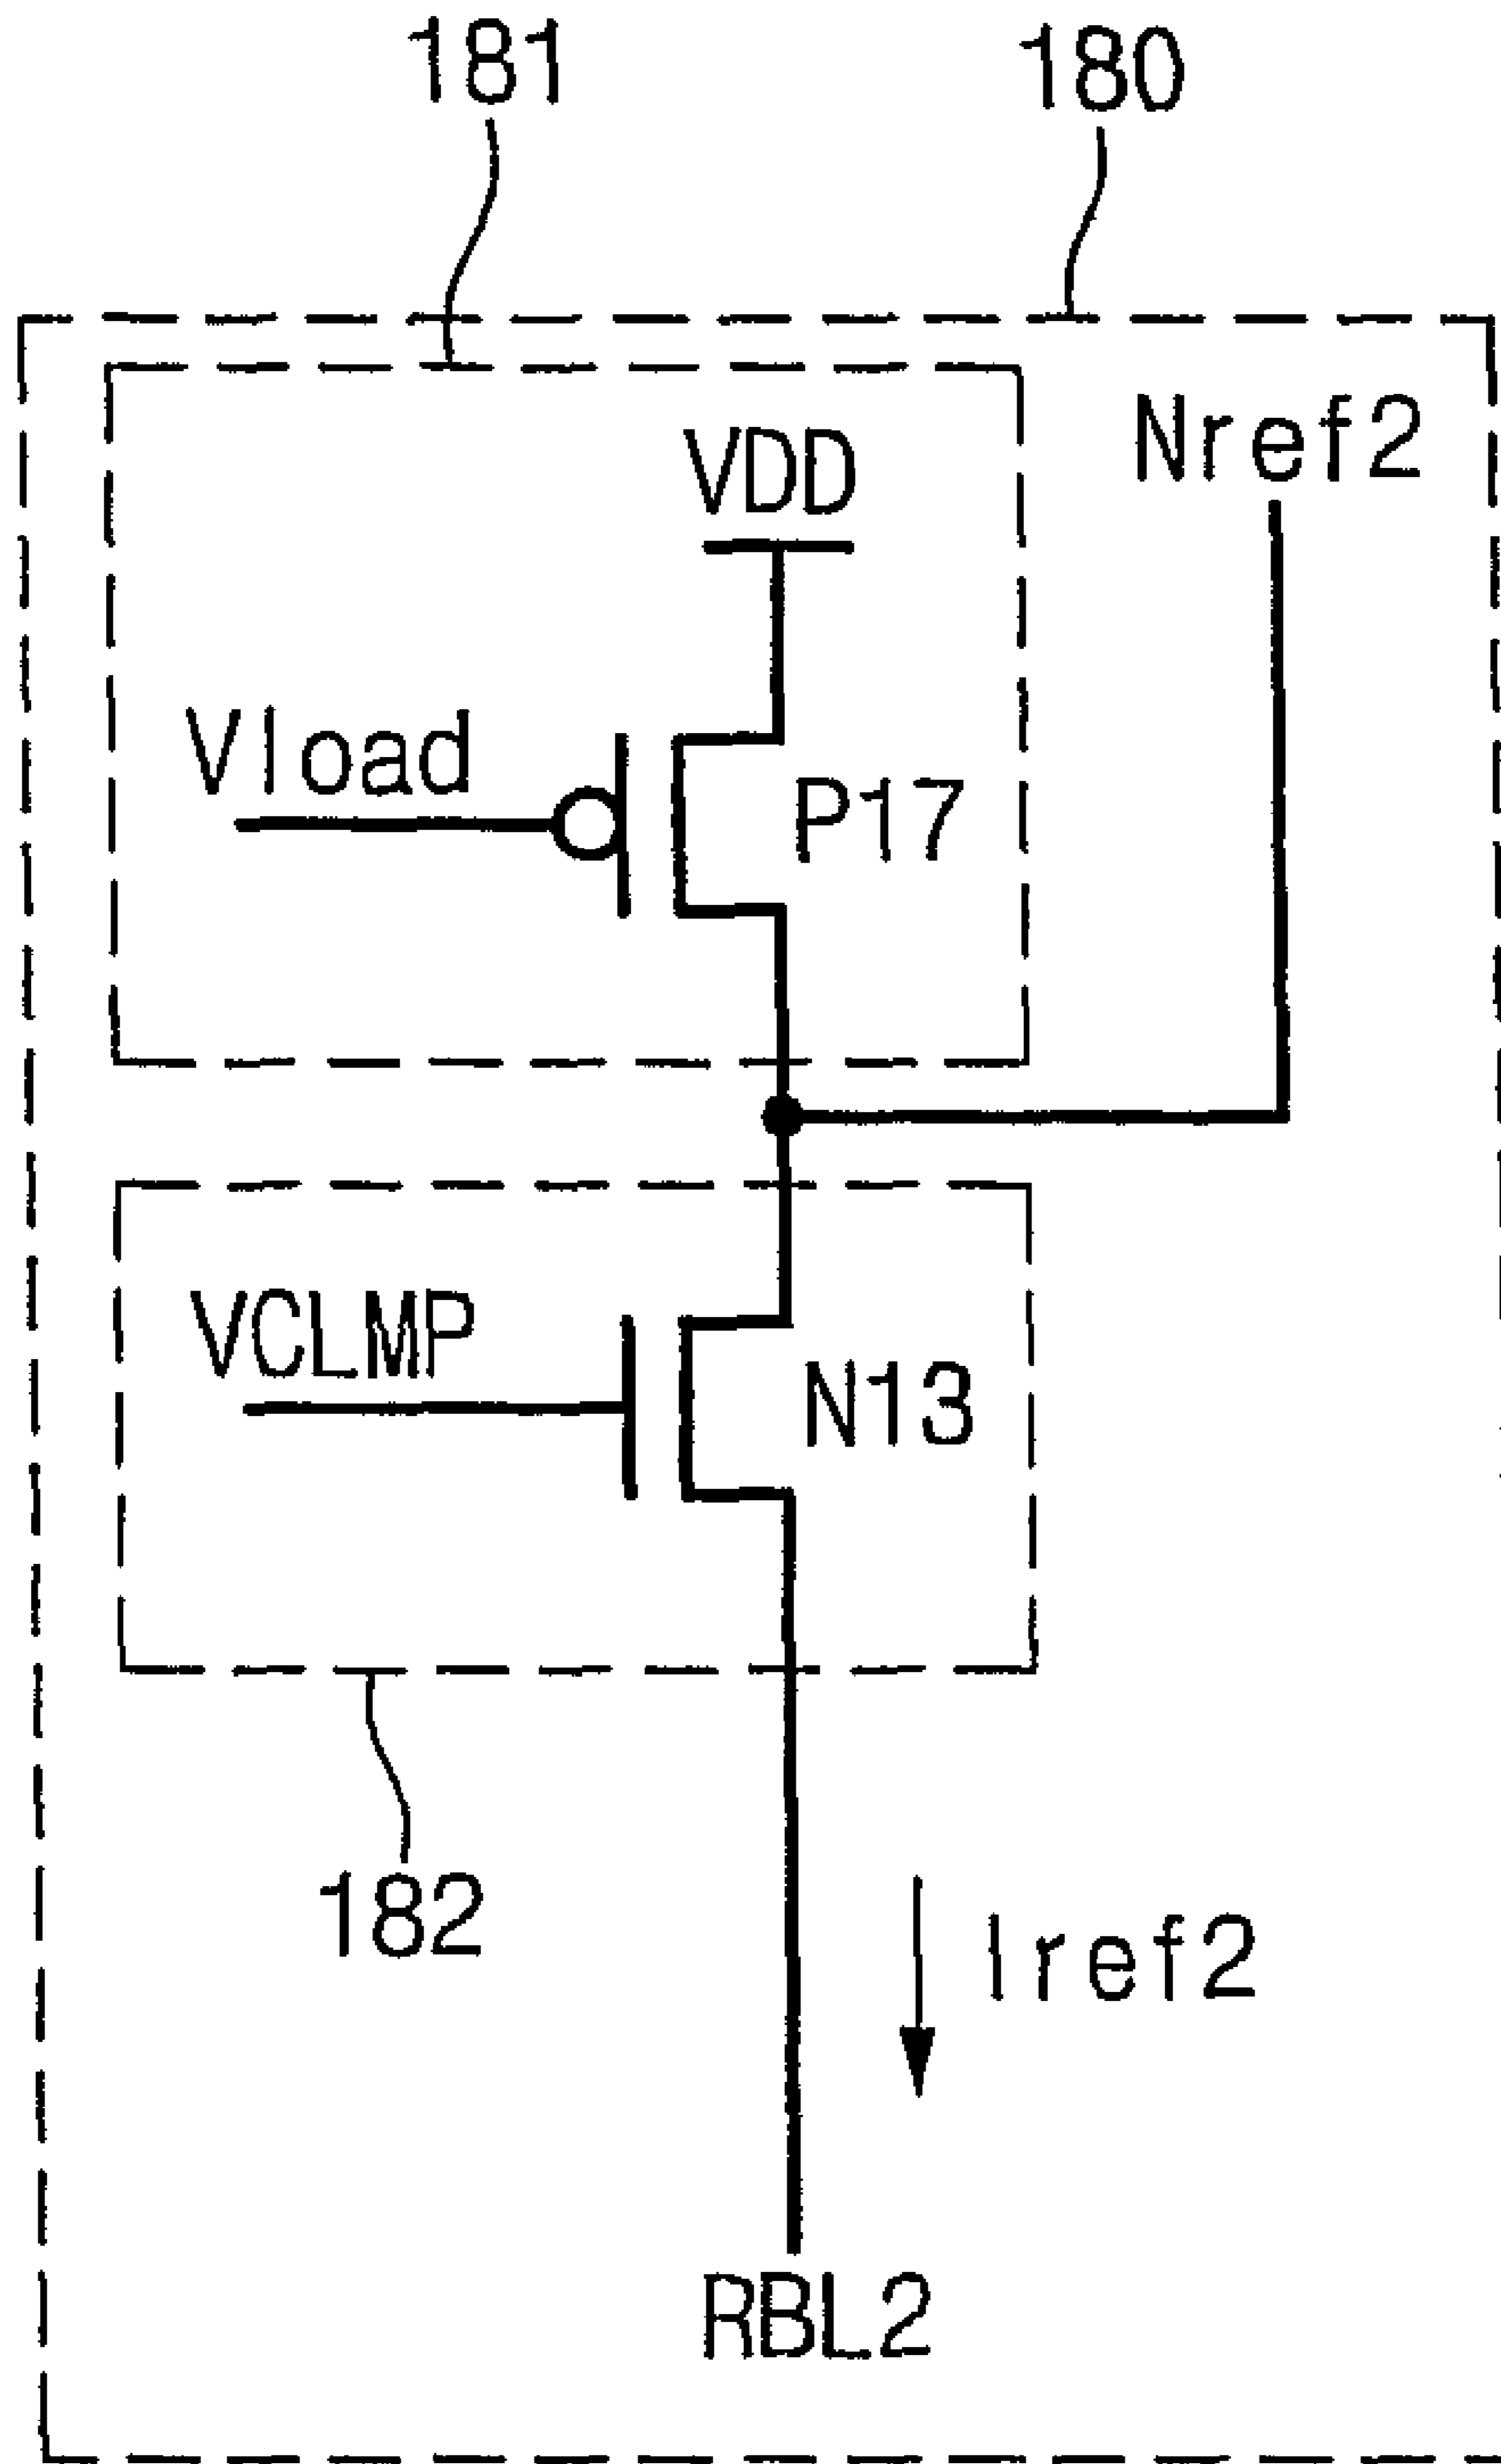 181
180
Nref2
VDD
Vload
P17
VCLMP
N13
182
Iref2
RBL2